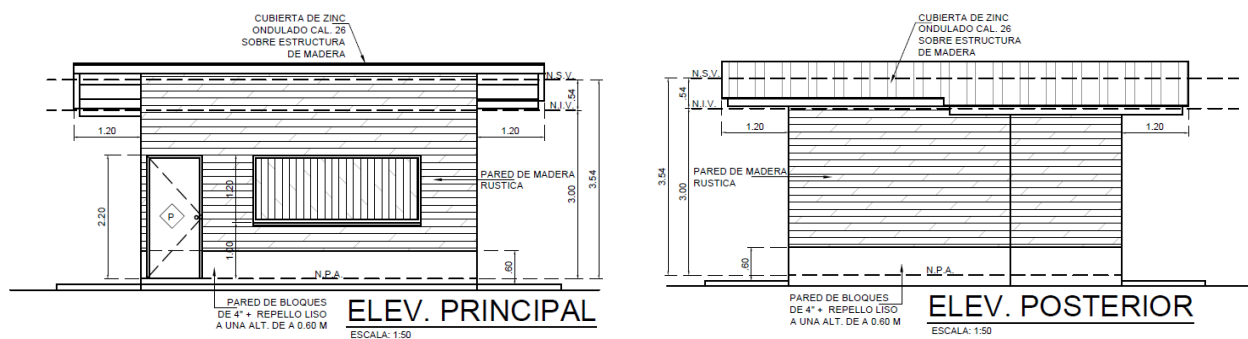 CUBIERTA DE ZINC
ONDULADO CAL. 26
SOBRE ESTRUCTURA
DE MADERA
N.S.V.
.54
N.I.V.
1.20
1.20
PARED DE MADERA
RUSTICA
1.20
2.20
P
3.00
3.54
1.00
.60
N.P.A.
PARED DE BLOQUES
DE 4" + REPELLO LISO
A UNA ALT. DE A 0.60 M
ELEV. PRINCIPAL
ESCALA: 1:50
CUBIERTA DE ZINC
ONDULADO CAL. 26
SOBRE ESTRUCTURA
DE MADERA
N.S.V.
.54
N.I.V.
1.20
1.20
3.54
3.00
PARED DE MADERA
RUSTICA
.60
N.P.A.
PARED DE BLOQUES
DE 4" + REPELLO LISO
A UNA ALT. DE A 0.60 M
ELEV. POSTERIOR
ESCALA: 1:50